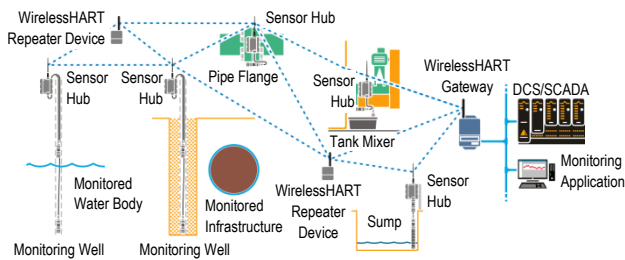 WirelessHART
Repeater Device
Sensor Hub
Sensor
Hub
Sensor
Hub
Pipe Flange
Sensor
Hub
Tank Mixer
WirelessHART
Gateway
DCS/SCADA
Monitoring
Application
Monitored
Water Body
Monitored
Infrastructure
WirelessHART
Repeater
Device
Sensor
Hub
Sump
Monitoring Well
Monitoring Well